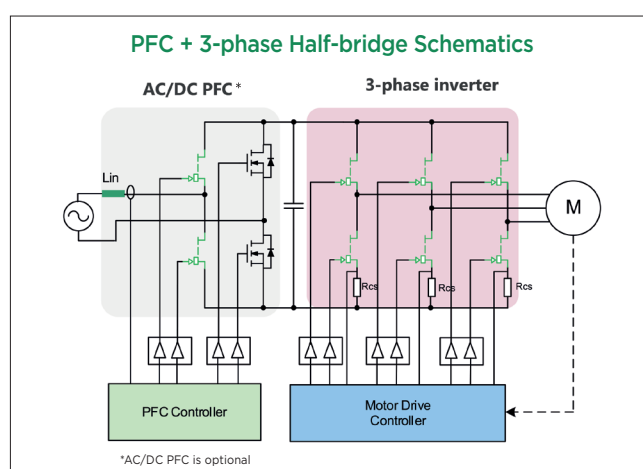 PFC + 3-phase Half-bridge Schematics
AC/DC PFC *
3-phase inverter
Lin
M
Rcs
Rcs
Rcs
PFC Controller
Motor Drive
Controller
*AC/DC PFC is optional